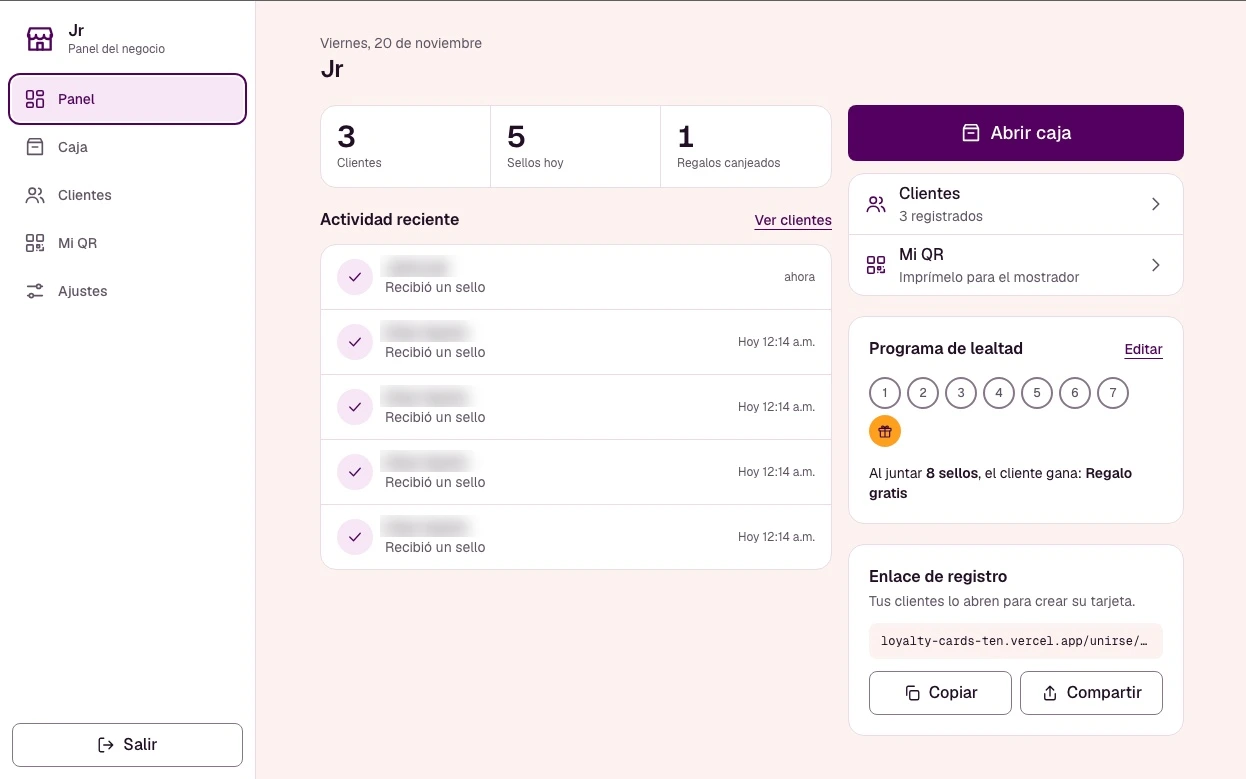 Jr
Panel del negocio
Panel
Caja
Clientes
Mi QR
Ajustes
Salir
Viernes, 20 de noviembre
Jr
3
Clientes
5
Sellos hoy
1
Regalos canjeados
Actividad reciente
Ver clientes
Recibió un sello
ahora
Recibió un sello
Hoy 12:14 a.m.
Recibió un sello
Hoy 12:14 a.m.
Recibió un sello
Hoy 12:14 a.m.
Recibió un sello
Hoy 12:14 a.m.
Abrir caja
Clientes
3 registrados
Mi QR
Imprímelo para el mostrador
Programa de lealtad
Editar
1 2 3 4 5 6 7
Al juntar 8 sellos, el cliente gana: Regalo
gratis
Enlace de registro
Tus clientes lo abren para crear su tarjeta.
loyalty-cards-ten.vercel.app/unirse/…
Copiar
Compartir